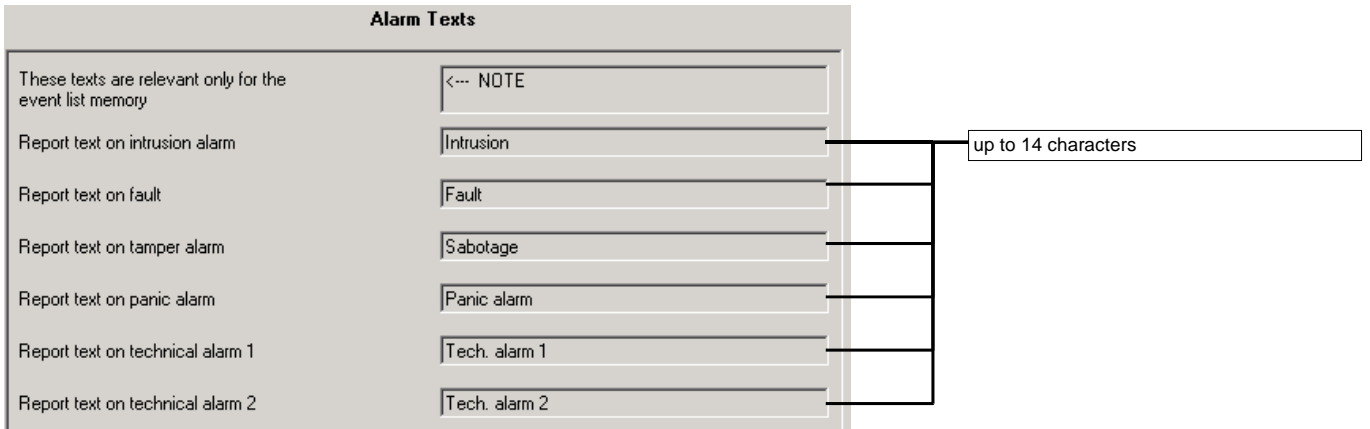 Alarm Texts
These texts are relevant only for the
event list memory
<--- NOTE
Report text on intrusion alarm
Intrusion
up to 14 characters
Report text on fault
Fault
Report text on tamper alarm
Sabotage
Report text on panic alarm
Panic alarm
Report text on technical alarm 1
Tech. alarm 1
Report text on technical alarm 2
Tech. alarm 2